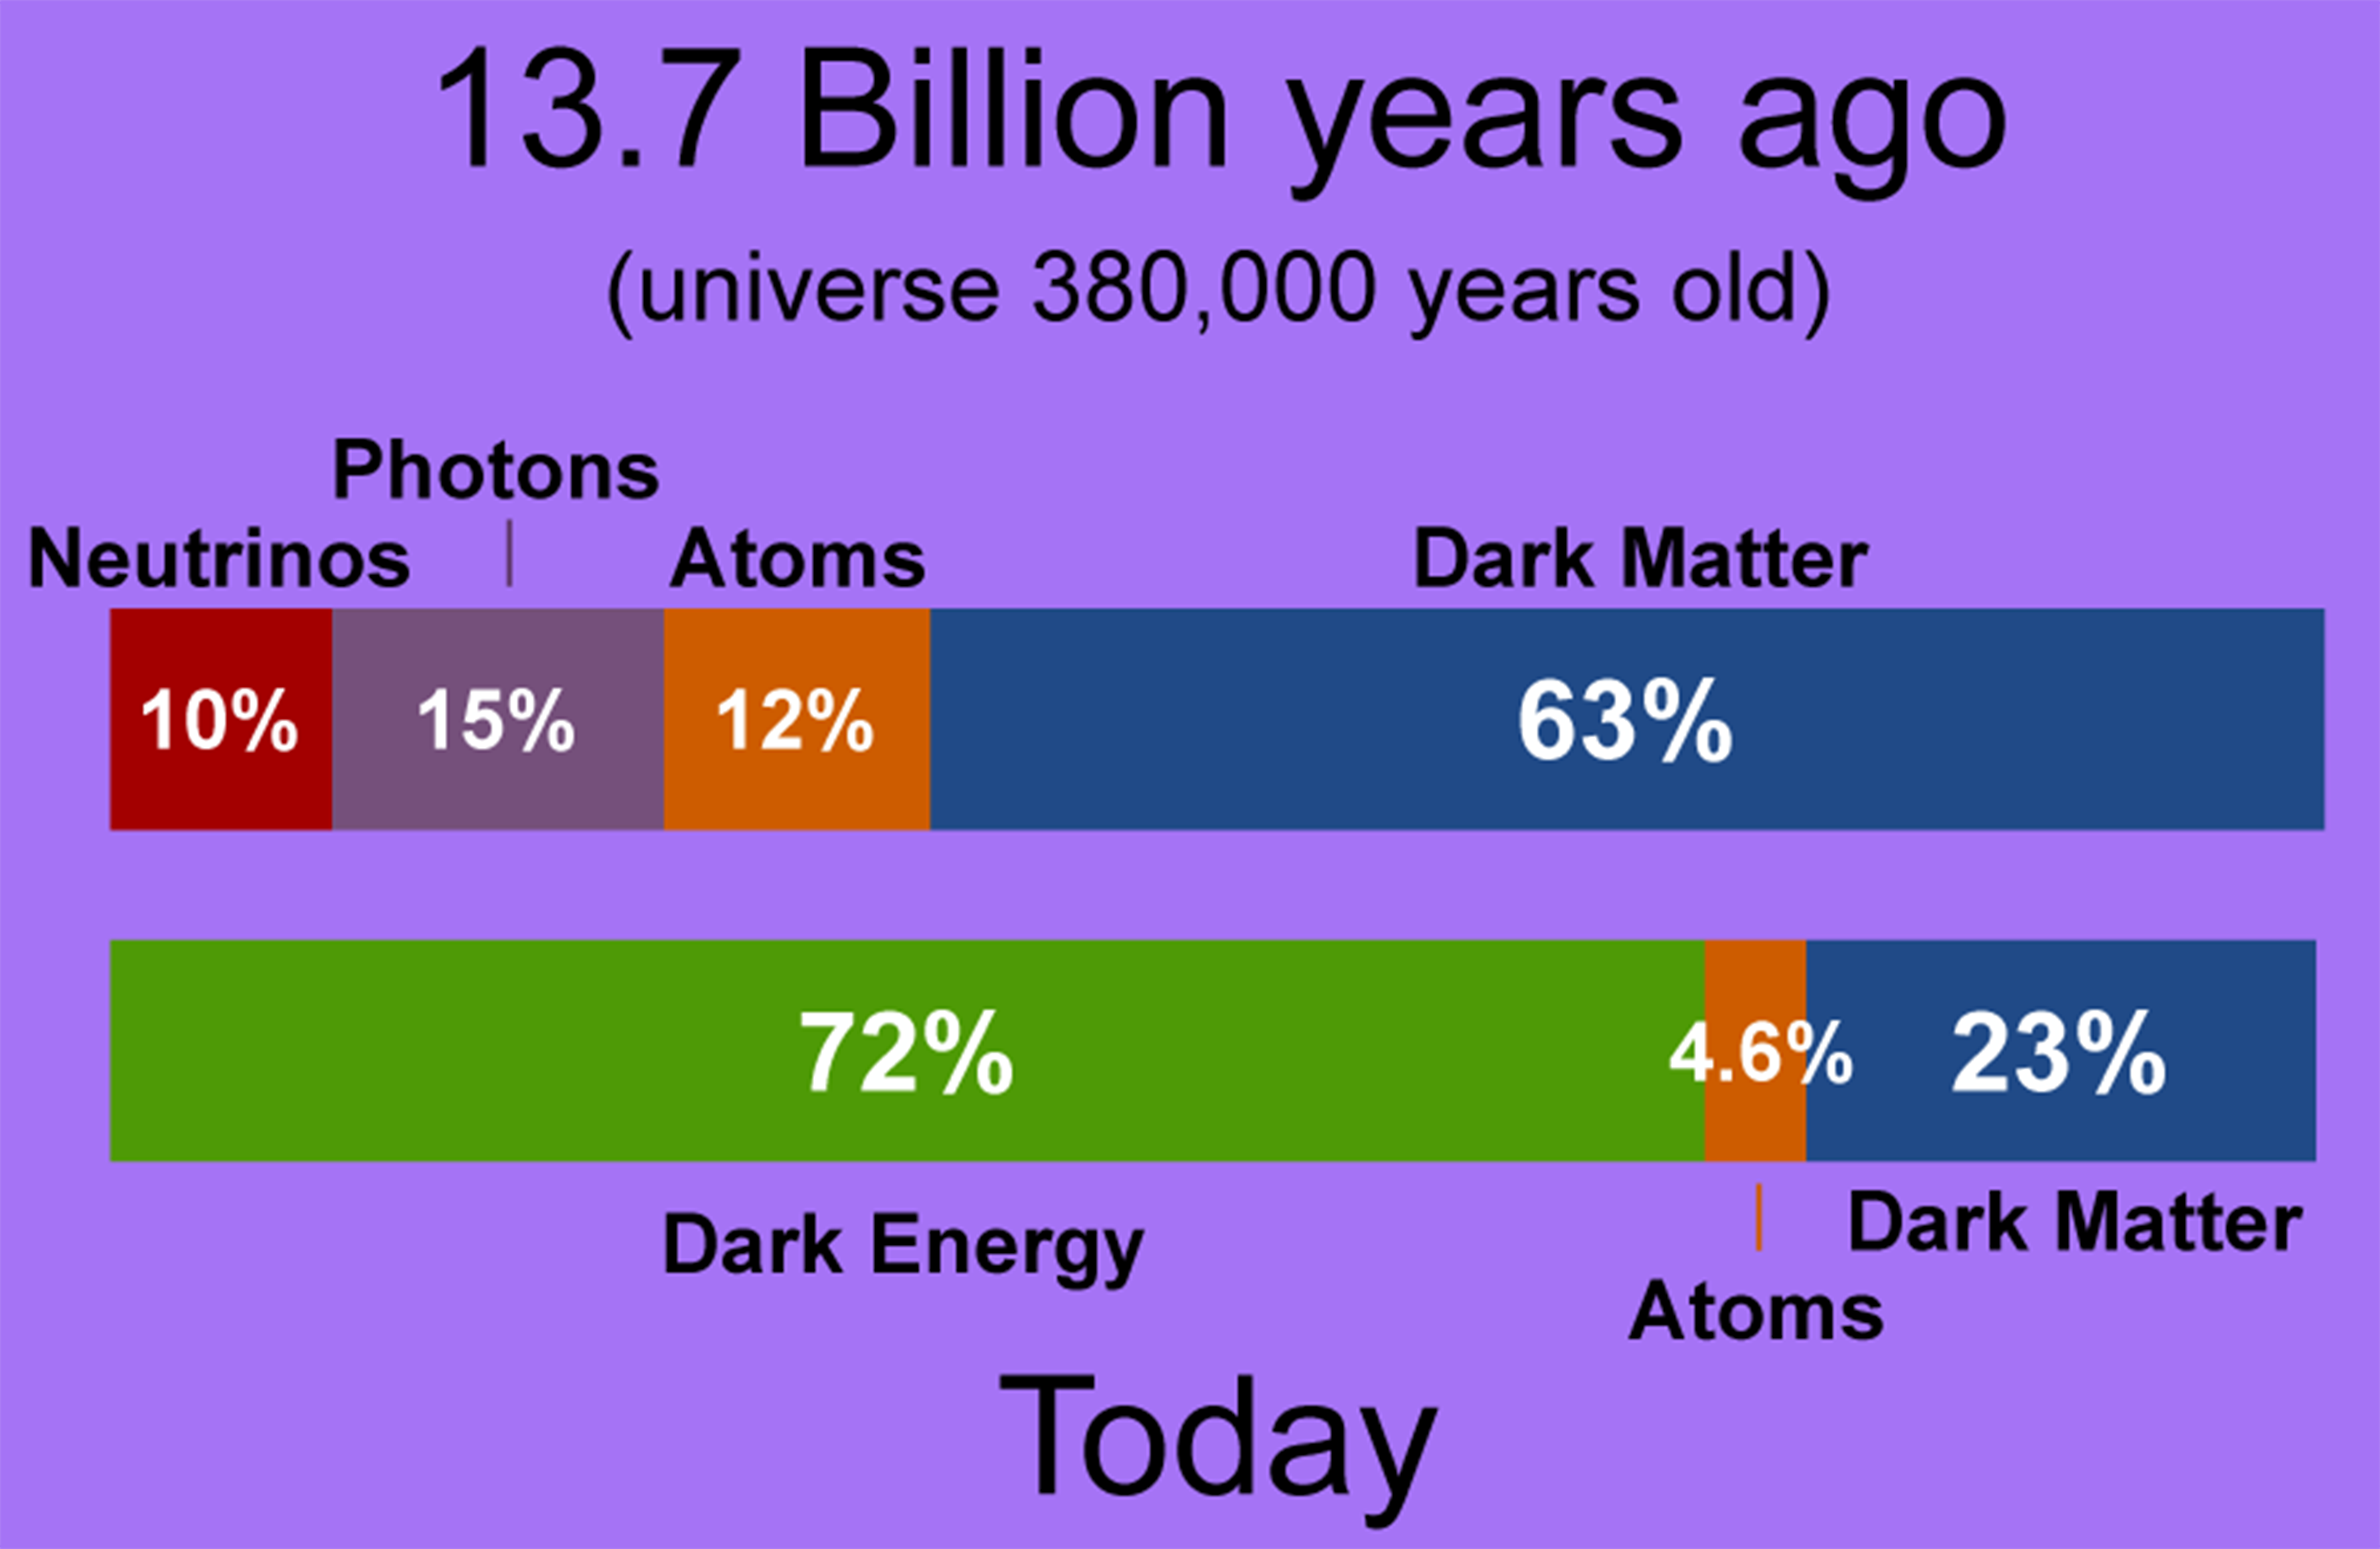 13.7 Billion years ago
(universe 380,000 years old)
Photons
Neutrinos Atoms Dark Matter
10% 15% 12% 63%
72% 4.6% 23%
Dark Energy Dark Matter
Atoms
Today